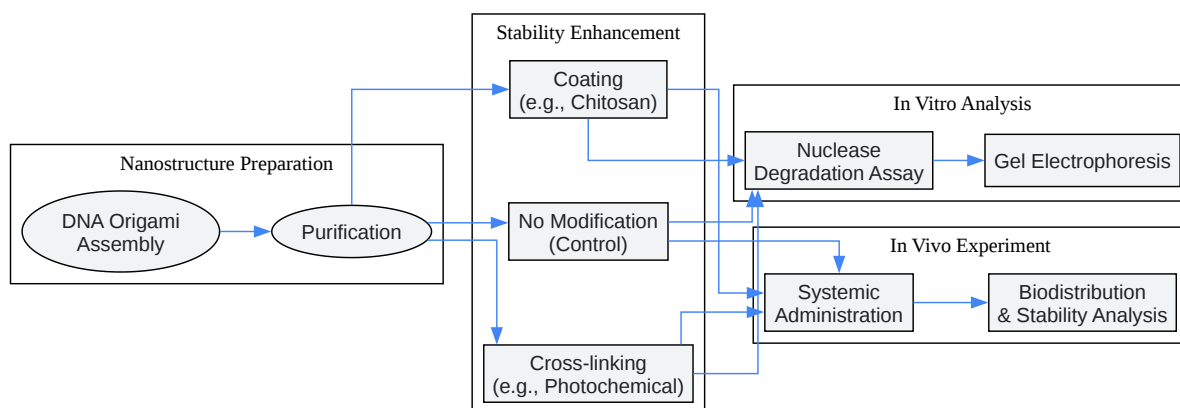 Nanostructure Preparation
DNA Origami
Assembly
Purification
Stability Enhancement
Coating
(e.g., Chitosan)
No Modification
(Control)
Cross-linking
(e.g., Photochemical)
In Vitro Analysis
Nuclease
Degradation Assay
Gel Electrophoresis
In Vivo Experiment
Systemic
Administration
Biodistribution
& Stability Analysis